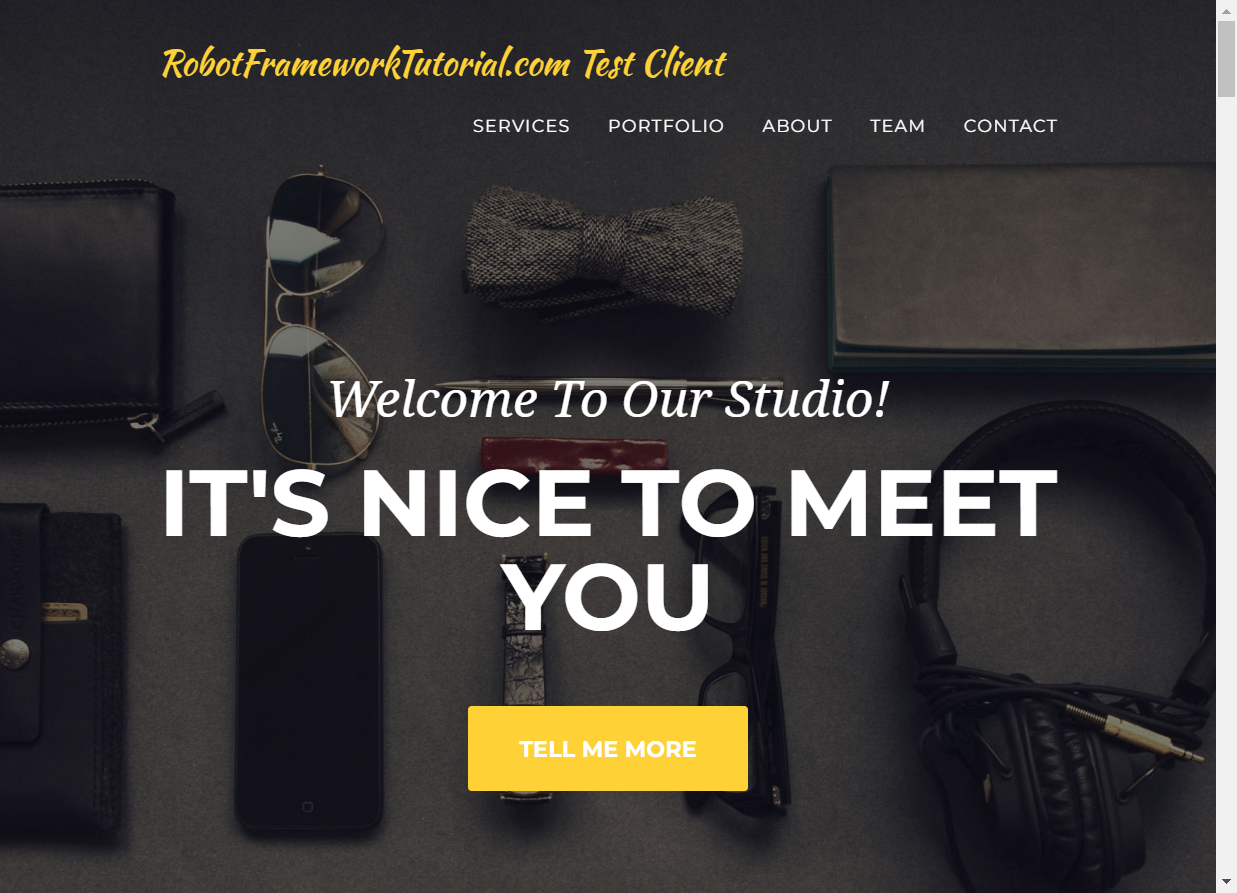 RobotFrameworkTutorial.com Test Client
SERVICES PORTFOLIO ABOUT TEAM CONTACT
Welcome To Our Studio!
IT'S NICE TO MEET
YOU
TELL ME MORE